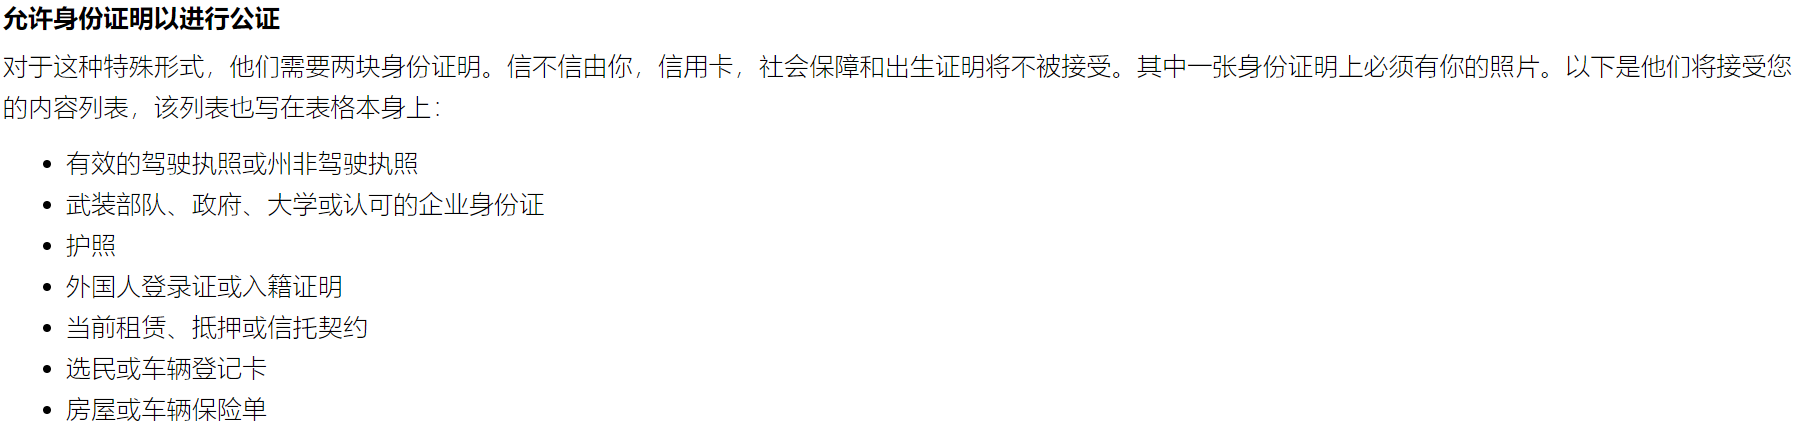 允许身份证明以进行公证
对于这种特殊形式，他们需要两块身份证明。信不信由你，信用卡，社会保障和出生证明将不被接受。其中一张身份证明上必须有你的照片。以下是他们将接受您
的内容列表，该列表也写在表格本身上：
• 有效的驾驶执照或州非驾驶执照
• 武装部队、政府、大学或认可的企业身份证
• 护照
• 外国人登录证或入籍证明
• 当前租赁、抵押或信托契约
• 选民或车辆登记卡
• 房屋或车辆保险单